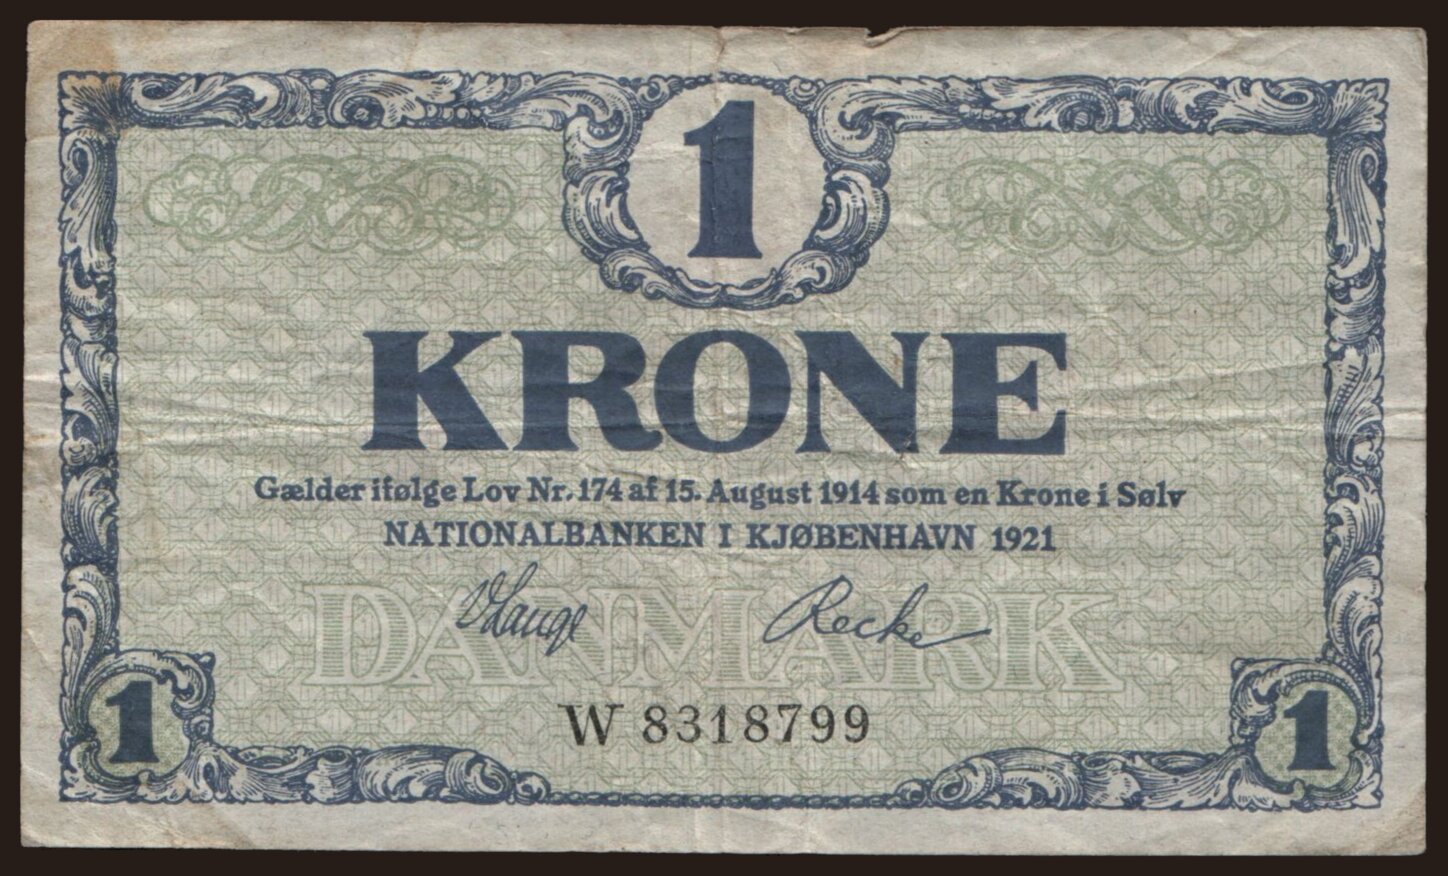 1
KRONE
Gælder ifølge Lov Nr. 174 af 15. August 1914 som en Krone i Sølv
NATIONALBANKEN I KJØBENHAVN 1921
DANMARK
V Lange Recke
W 8318799
1 1